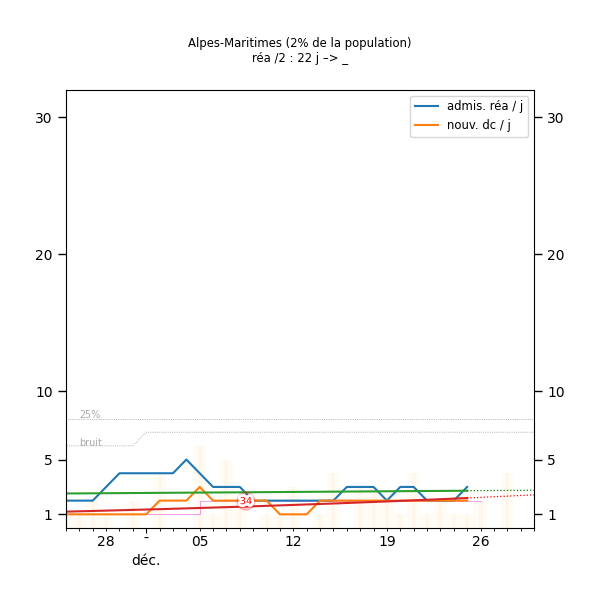 Alpes-Maritimes (2% de la population)
réa /2 : 22 j –> _
admis. réa / j
nouv. dc / j
30 30
20 20
10 10
25%
bruit
5 5
34
1 1
28 - 05 12 19 26
déc.